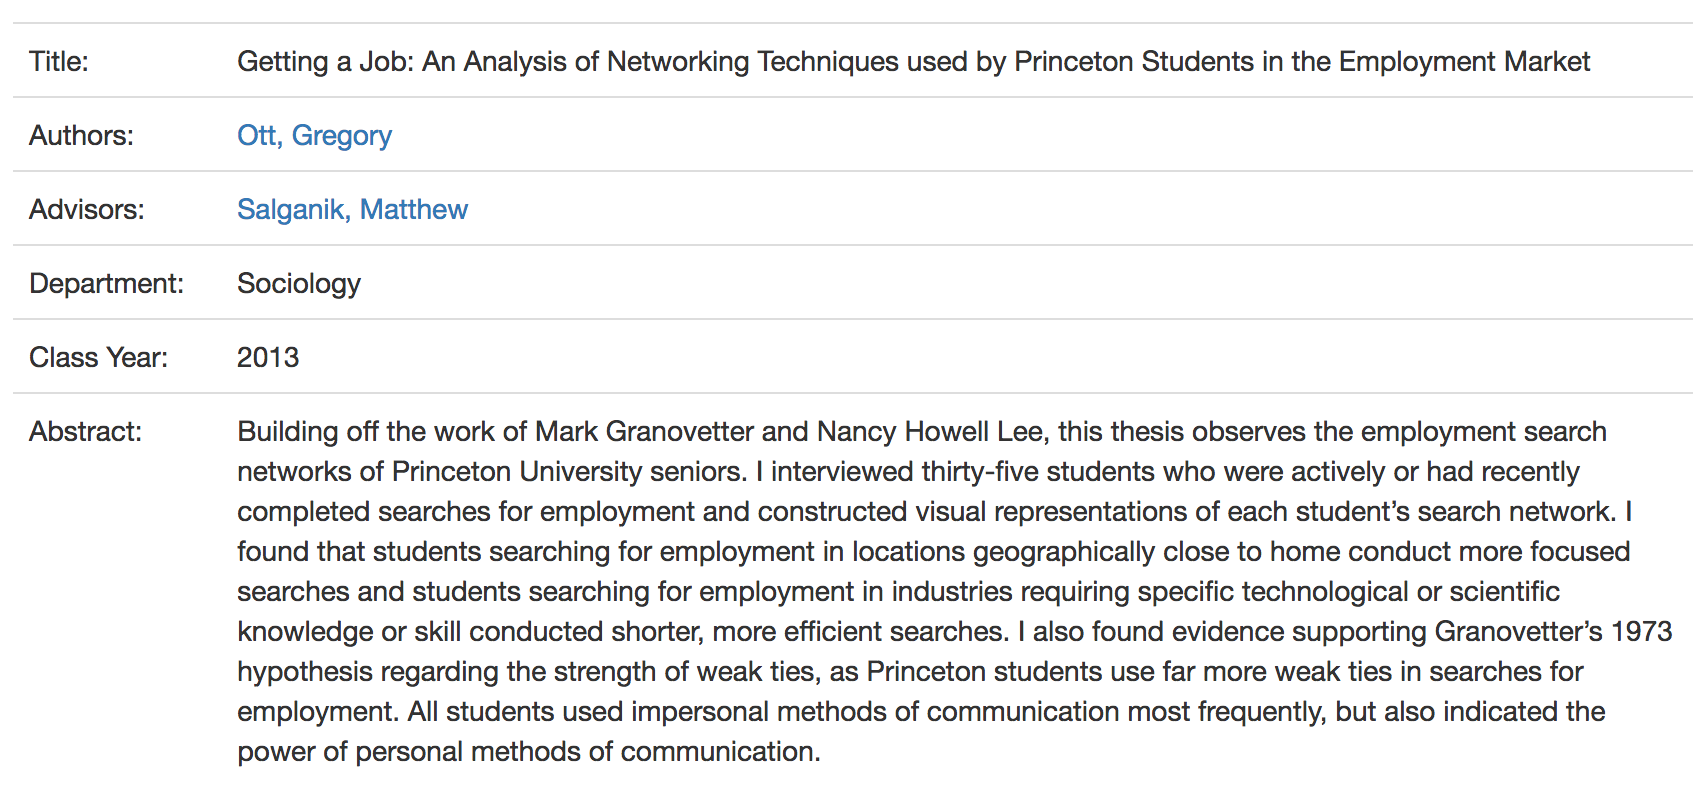 Title: Getting a Job: An Analysis of Networking Techniques used by Princeton Students in the Employment Market
Authors: Ott, Gregory
Advisors: Salganik, Matthew
Department: Sociology
Class Year: 2013
Abstract: Building off the work of Mark Granovetter and Nancy Howell Lee, this thesis observes the employment search
networks of Princeton University seniors. I interviewed thirty-five students who were actively or had recently
completed searches for employment and constructed visual representations of each student’s search network. I
found that students searching for employment in locations geographically close to home conduct more focused
searches and students searching for employment in industries requiring specific technological or scientific
knowledge or skill conducted shorter, more efficient searches. I also found evidence supporting Granovetter’s 1973
hypothesis regarding the strength of weak ties, as Princeton students use far more weak ties in searches for
employment. All students used impersonal methods of communication most frequently, but also indicated the
power of personal methods of communication.